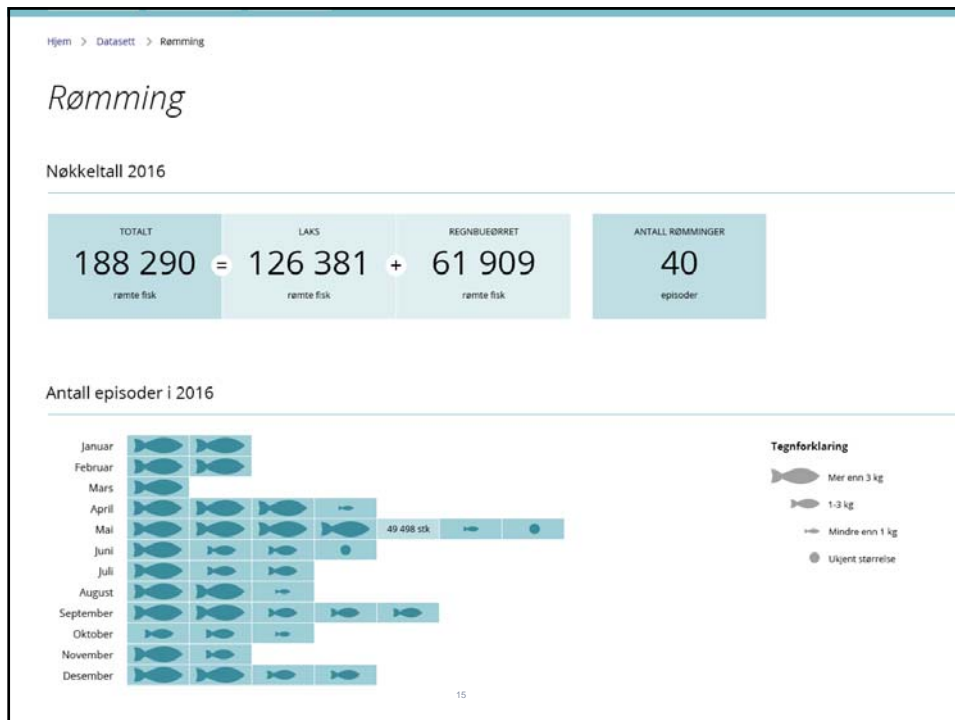 Hjem > Datasett > Rømming
Rømming
Nøkkeltall 2016
TOTALT
188 290
rømte fisk
=
LAKS
126 381
rømte fisk
+
REGNBUEØRRET
61 909
rømte fisk
ANTALL RØMMINGER
40
episoder
Antall episoder i 2016
Januar
Februar
Mars
April
Mai
49 498 stk
Juni
Juli
August
September
Oktober
November
Desember
Tegnforklaring
Mer enn 3 kg
1-3 kg
Mindre enn 1 kg
Ukjent størrelse
15